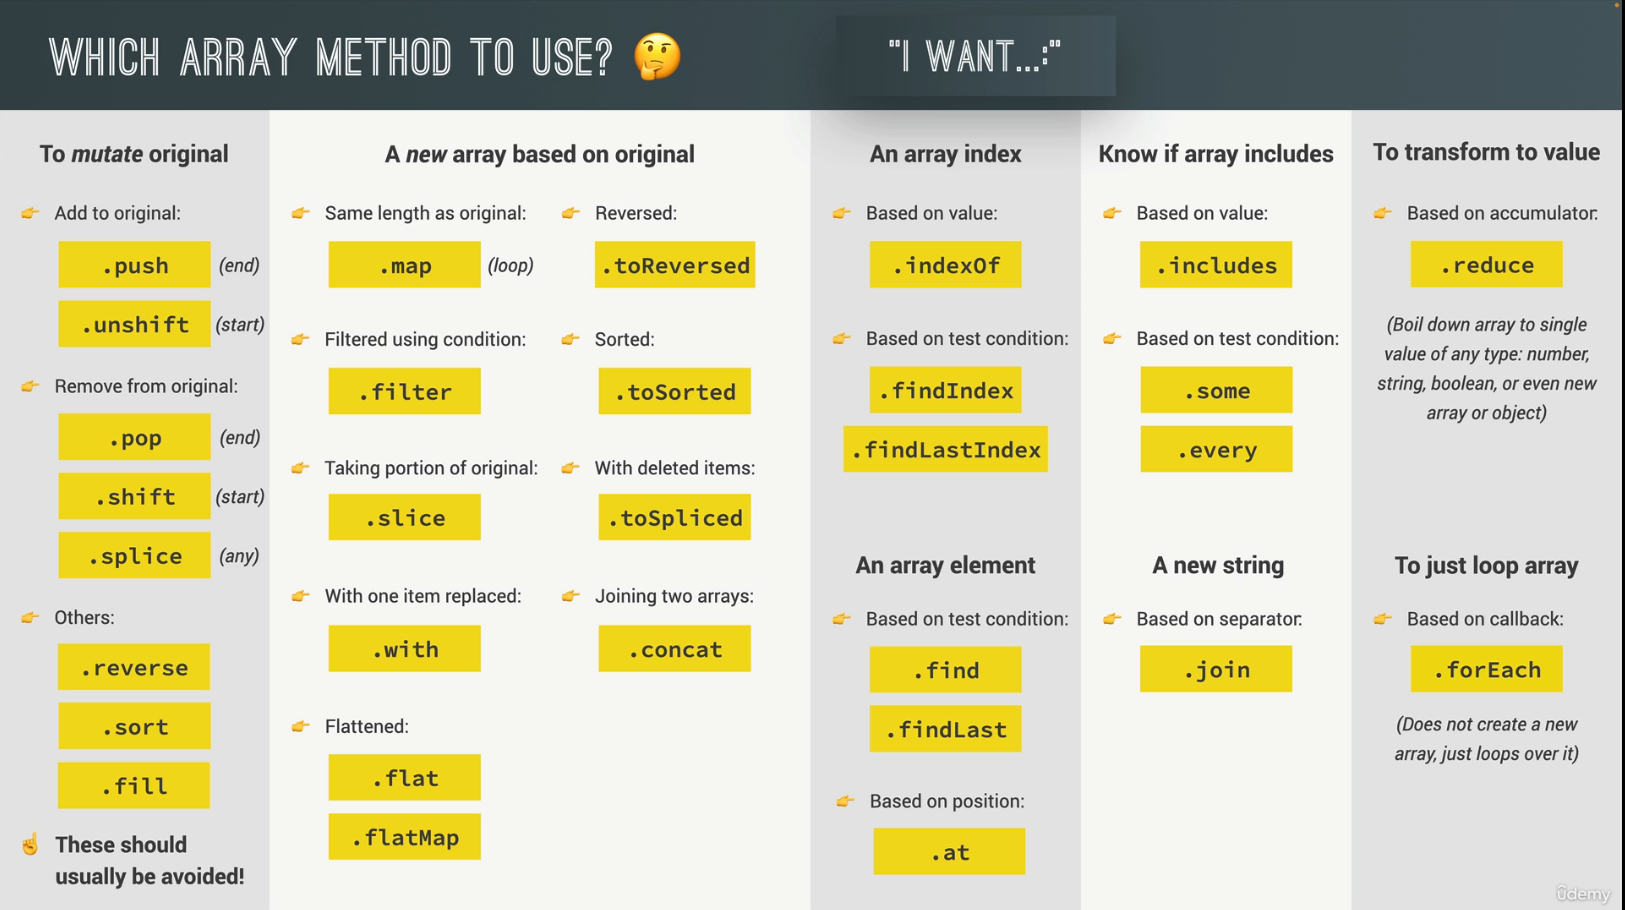 WHICH ARRAY METHOD TO USE? 🤔
"I WANT...:"
To mutate original
👉 Add to original:
.push (end)
.unshift (start)
👉 Remove from original:
.pop (end)
.shift (start)
.splice (any)
👉 Others:
.reverse
.sort
.fill
☝️ These should
usually be avoided!
A new array based on original
👉 Same length as original:
.map (loop)
👉 Filtered using condition:
.filter
👉 Taking portion of original:
.slice
👉 With one item replaced:
.with
👉 Flattened:
.flat
.flatMap
👉 Reversed:
.toReversed
👉 Sorted:
.toSorted
👉 With deleted items:
.toSpliced
👉 Joining two arrays:
.concat
An array index
👉 Based on value:
.indexOf
👉 Based on test condition:
.findIndex
.findLastIndex
An array element
👉 Based on test condition:
.find
.findLast
👉 Based on position:
.at
Know if array includes
👉 Based on value:
.includes
👉 Based on test condition:
.some
.every
A new string
👉 Based on separator:
.join
To transform to value
👉 Based on accumulator:
.reduce
(Boil down array to single
value of any type: number,
string, boolean, or even new
array or object)
To just loop array
👉 Based on callback:
.forEach
(Does not create a new
array, just loops over it)
ûdemy